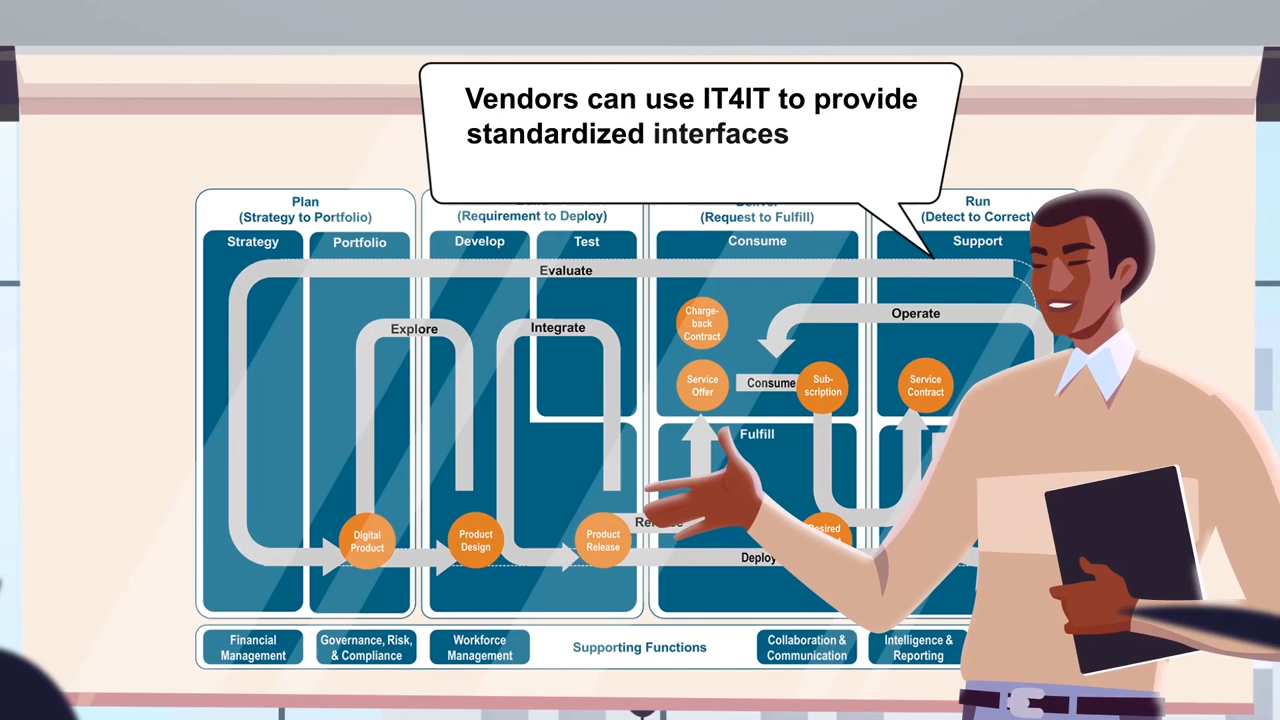 Vendors can use IT4IT to provide
standardized interfaces
Plan
(Strategy to Portfolio)
(Requirement to Deploy)
(Request to Fulfill)
Run
(Detect to Correct)
Strategy
Portfolio
Develop
Test
Consume
Support
Evaluate
Explore
Integrate
Operate
Charge-
back
Contract
Service
Offer
Consume
Sub-
scription
Service
Contract
Fulfill
Digital
Product
Product
Design
Product
Release
Deploy
Financial
Management
Governance, Risk,
& Compliance
Workforce
Management
Supporting Functions
Collaboration &
Communication
Intelligence &
Reporting